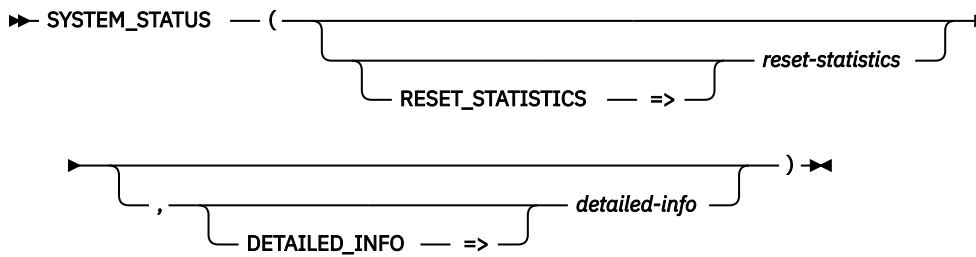 SYSTEM_STATUS (
reset-statistics
RESET_STATISTICS =>
)
, detailed-info
DETAILED_INFO =>